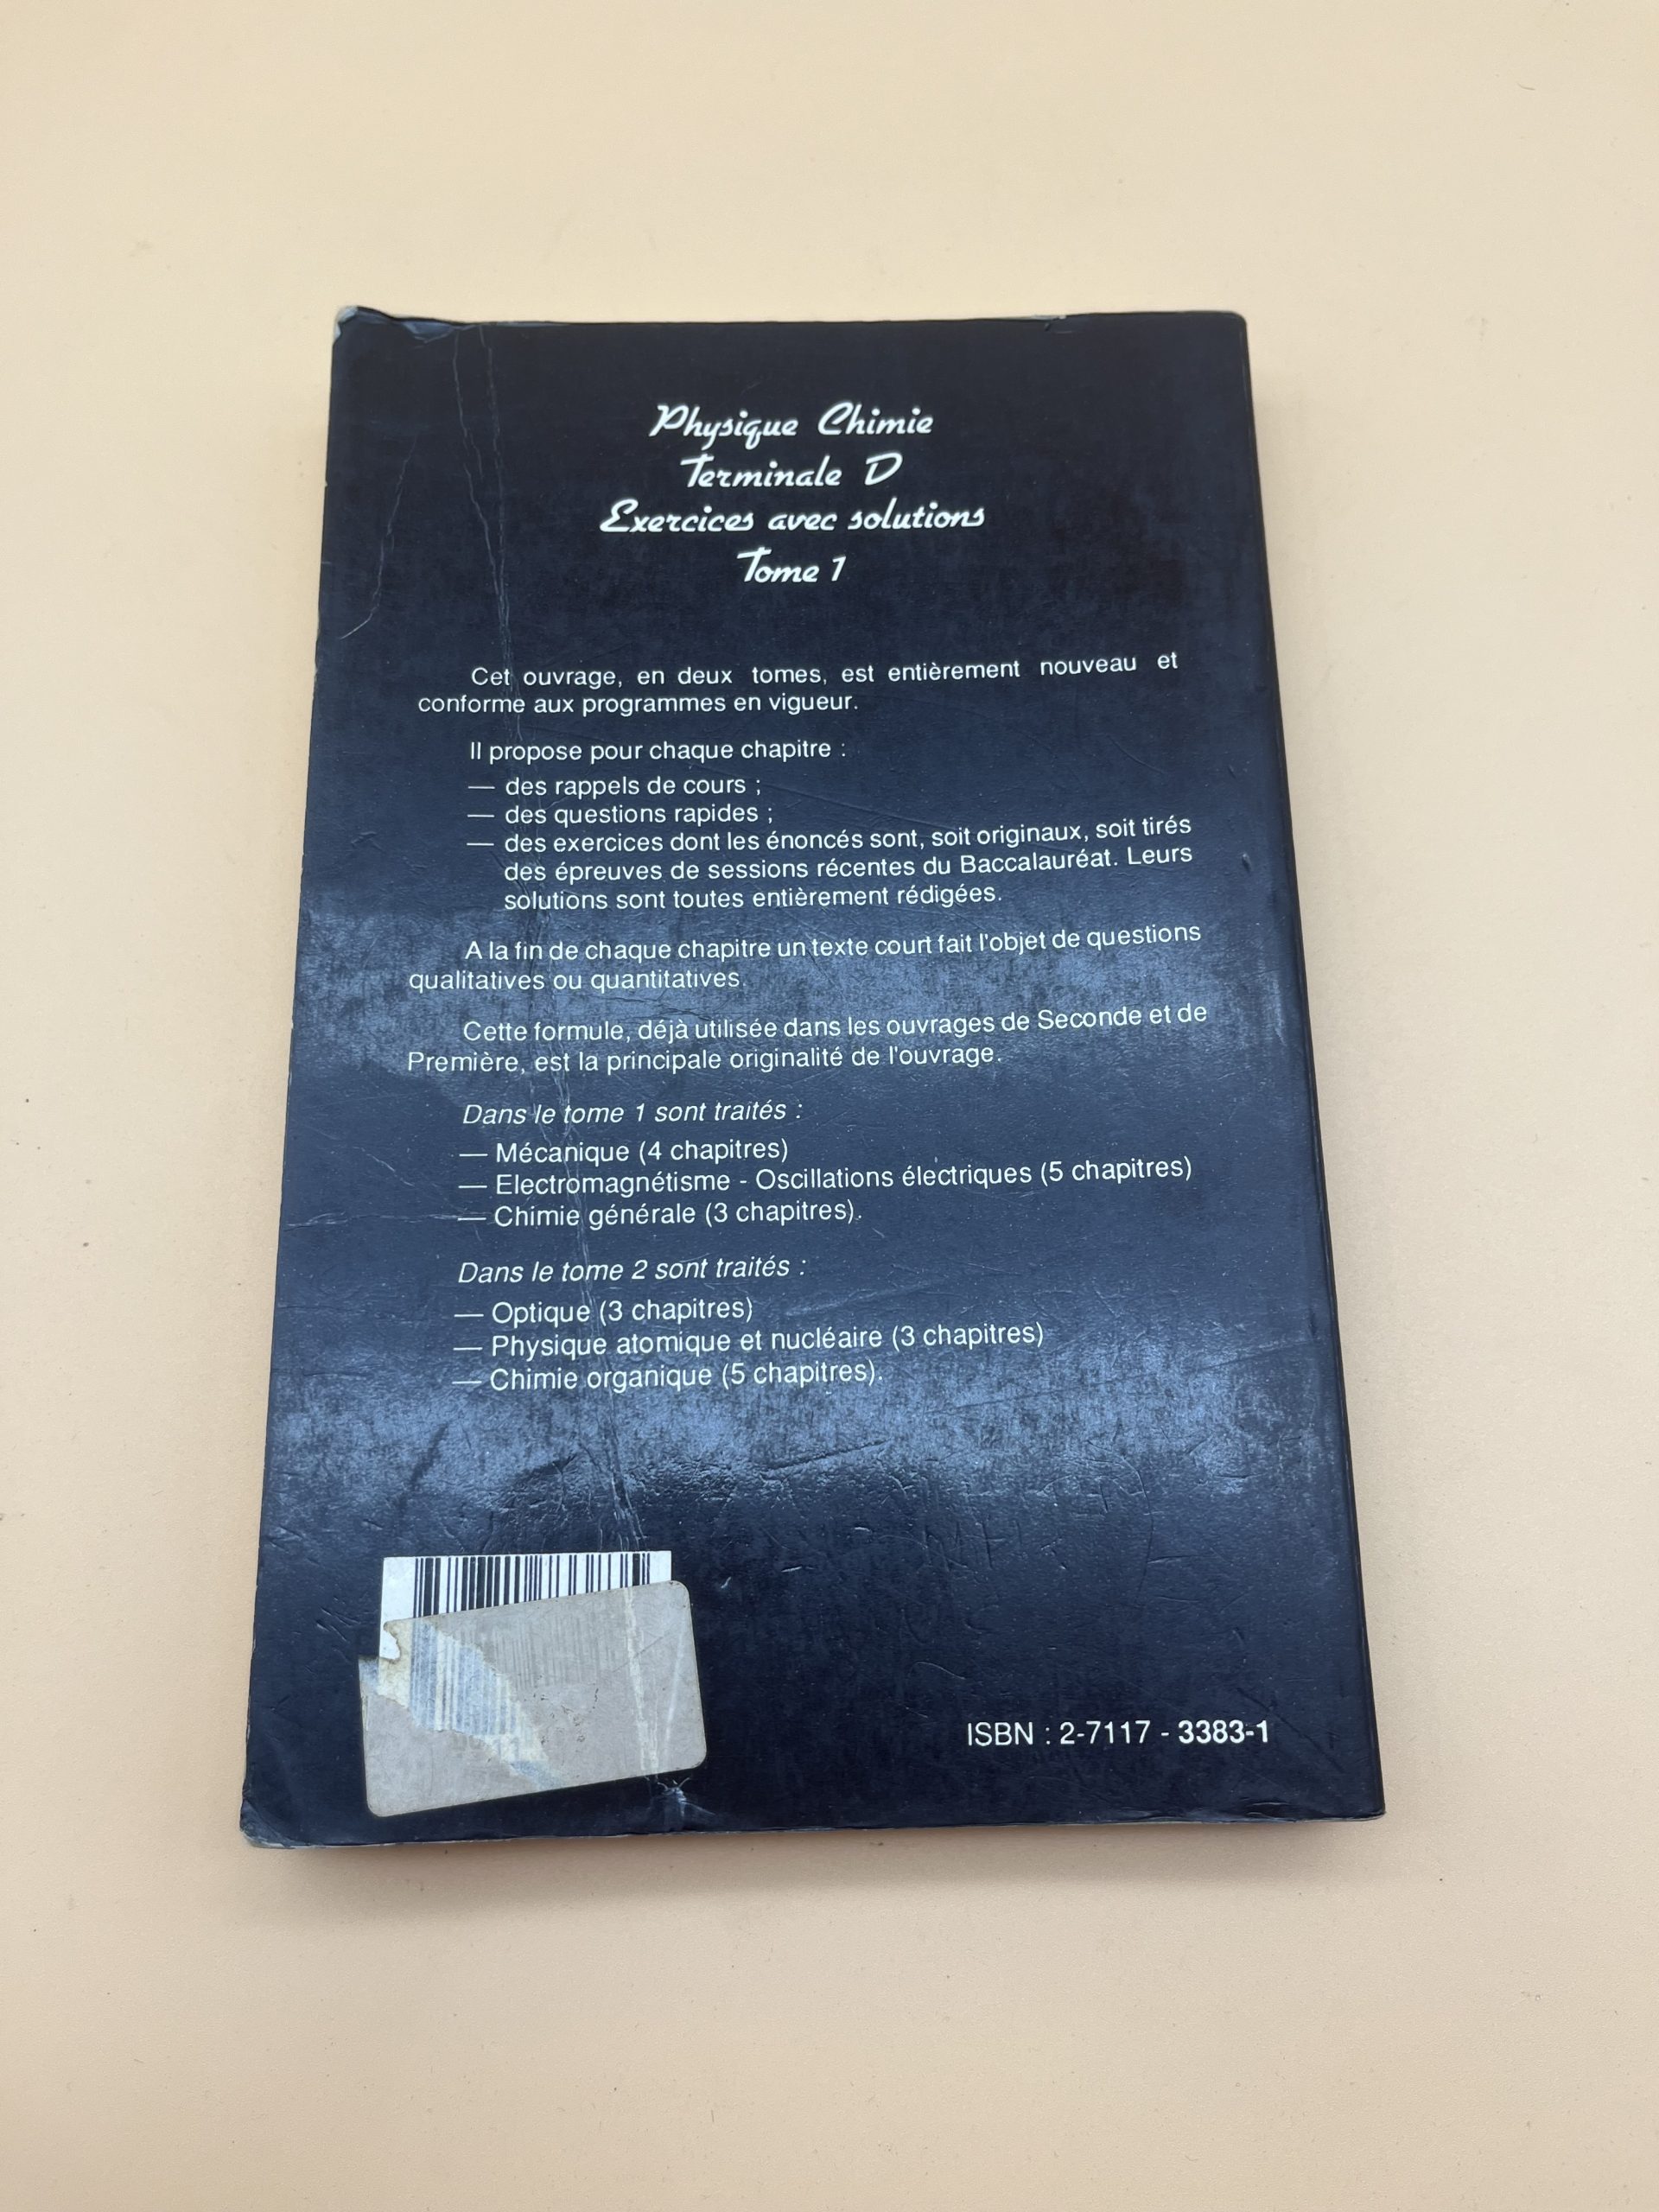 Physique Chimie
Terminale D
Exercices avec solutions
Tome 1
Cet ouvrage, en deux tomes, est entièrement nouveau et
conforme aux programmes en vigueur.
Il propose pour chaque chapitre :
— des rappels de cours ;
— des questions rapides ;
— des exercices dont les énoncés sont, soit originaux, soit tirés
des épreuves de sessions récentes du Baccalauréat. Leurs
solutions sont toutes entièrement rédigées.
A la fin de chaque chapitre un texte court fait l'objet de questions
qualitatives ou quantitatives.
Cette formule, déjà utilisée dans les ouvrages de Seconde et de
Première, est la principale originalité de l'ouvrage.
Dans le tome 1 sont traités :
— Mécanique (4 chapitres)
— Electromagnétisme - Oscillations électriques (5 chapitres)
— Chimie générale (3 chapitres).
Dans le tome 2 sont traités :
— Optique (3 chapitres)
— Physique atomique et nucléaire (3 chapitres)
— Chimie organique (5 chapitres).
ISBN : 2-7117 - 3383-1